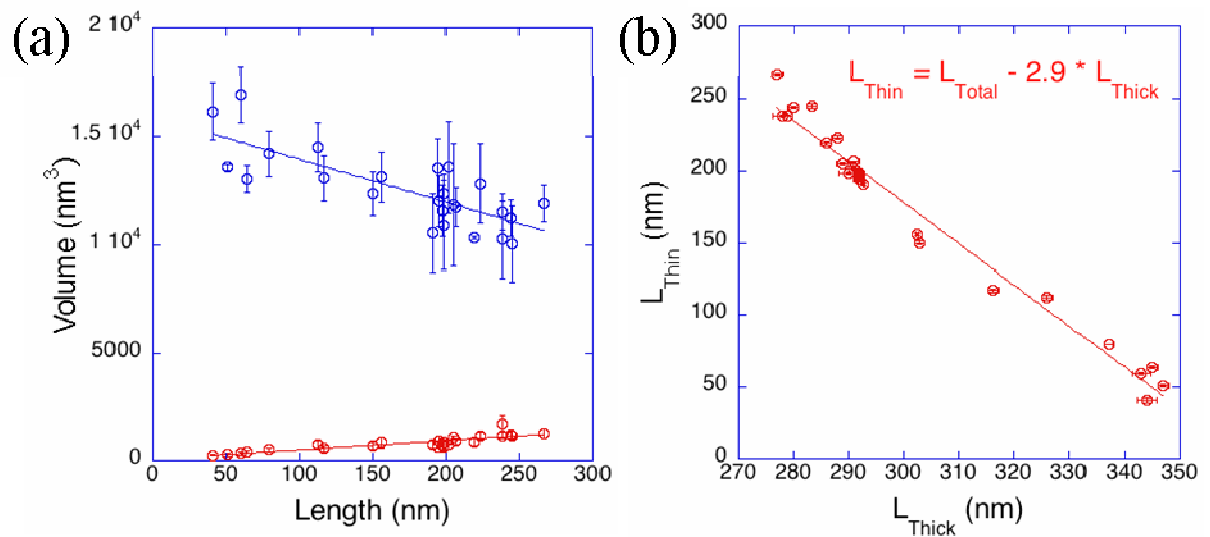 (a)
2 10⁴
1.5 10⁴
1 10⁴
5000
0
Volume (nm³)
0 50 100 150 200 250 300
Length (nm)
(b)
L_Thin = L_Total - 2.9 * L_Thick
300
250
200
150
100
50
0
L_Thin (nm)
270 280 290 300 310 320 330 340 350
L_Thick (nm)